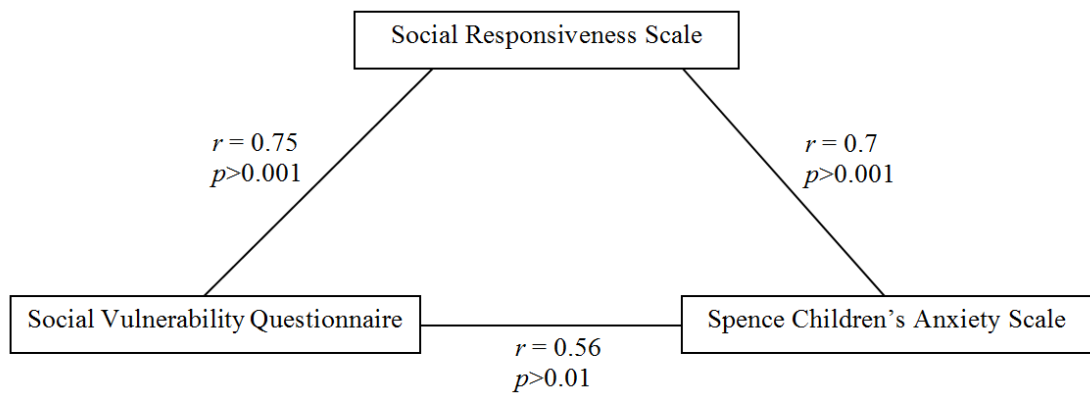 Social Responsiveness Scale
r = 0.75
p>0.001
r = 0.7
p>0.001
Social Vulnerability Questionnaire
Spence Children’s Anxiety Scale
r = 0.56
p>0.01